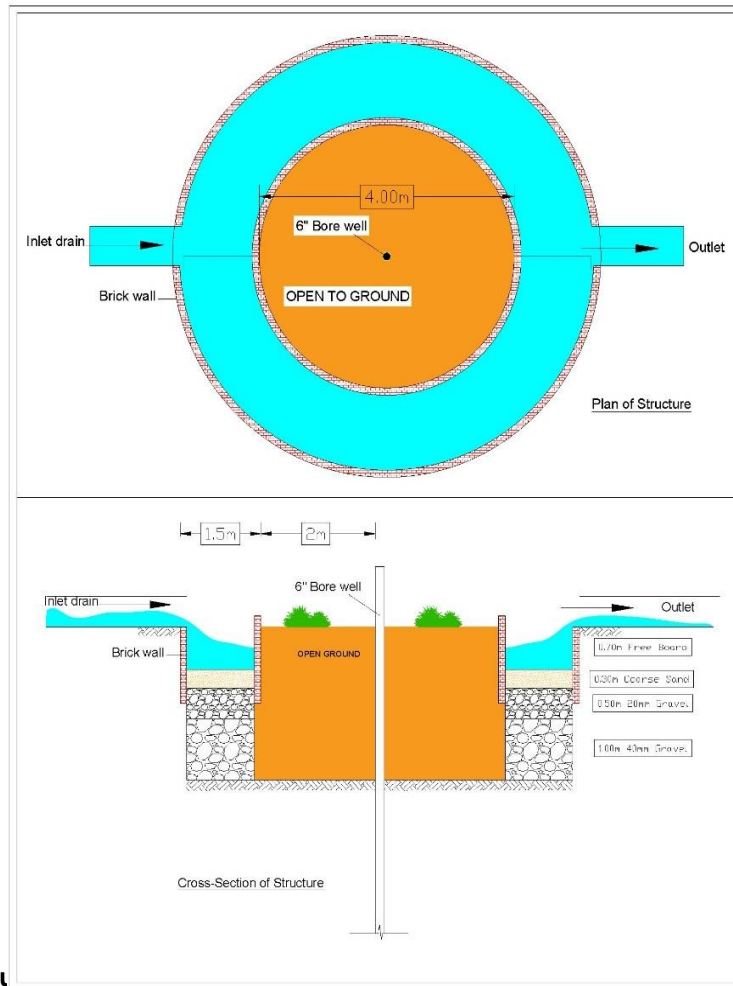 4.00m
6" Bore well
Inlet drain
Outlet
Brick wall
OPEN TO GROUND
Plan of Structure
1.5m
2m
6" Bore well
Inlet drain
Outlet
Brick wall
OPEN GROUND
0.70m Free Board
0.30m Coarse Sand
0.50m 20mm Gravel
1.00m 40mm Gravel
Cross-Section of Structure